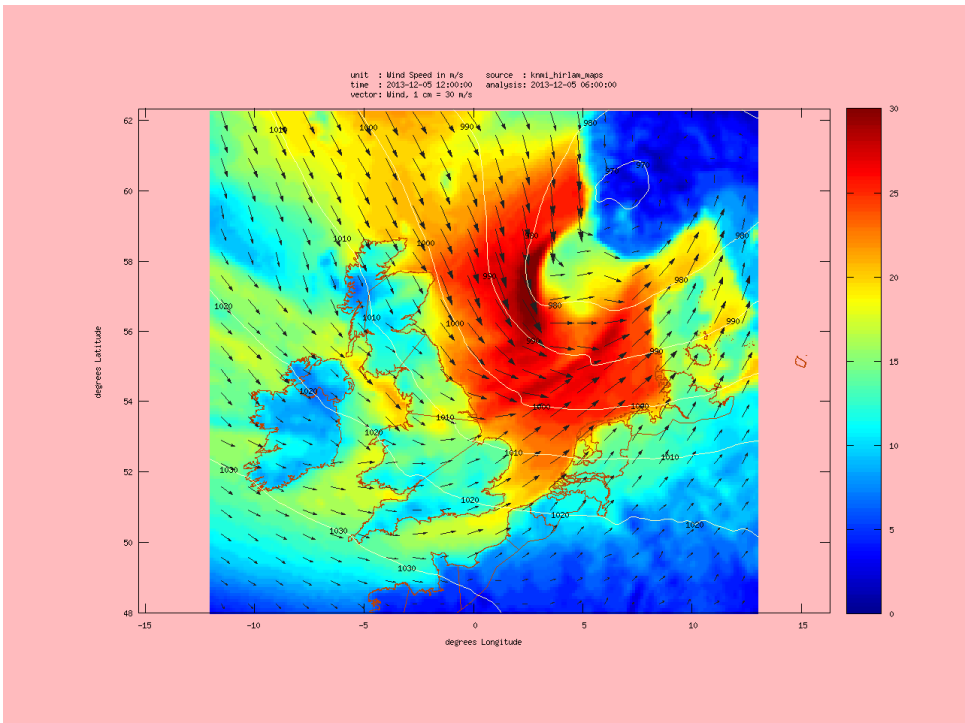 unit  : Wind Speed in m/s    source  : knmi_hirlam_maps
time  : 2013-12-05 12:00:00  analysis: 2013-12-05 06:00:00
vector: Wind, 1 cm = 30 m/s
62
60
58
56
54
52
50
48
degrees Latitude
-15 -10 -5 0 5 10 15
degrees Longitude
30
25
20
15
10
5
0
1010 1000 990 980
1010 1000 980 980
990 980
1020 980
1010 1000 990
990
1020 1000 1000
1010
1020 1010
1030 1010
1020 1020 1020
1030
1030